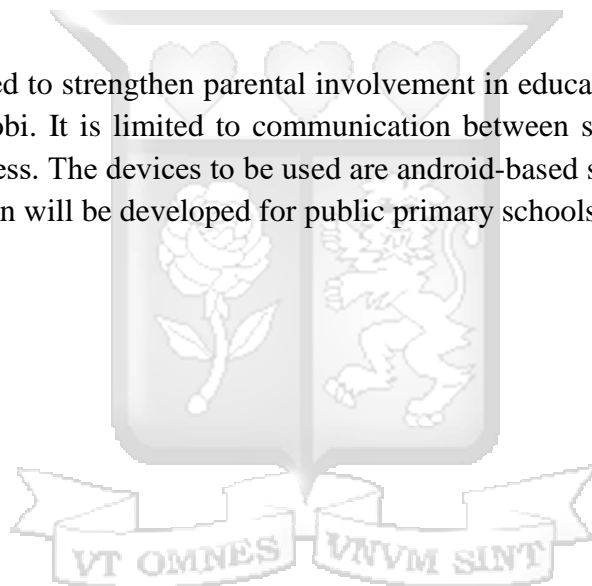 ed to strengthen parental involvement in educa
obi. It is limited to communication between s
ess. The devices to be used are android-based s
n will be developed for public primary schools
VT OMNES VNVM SINT